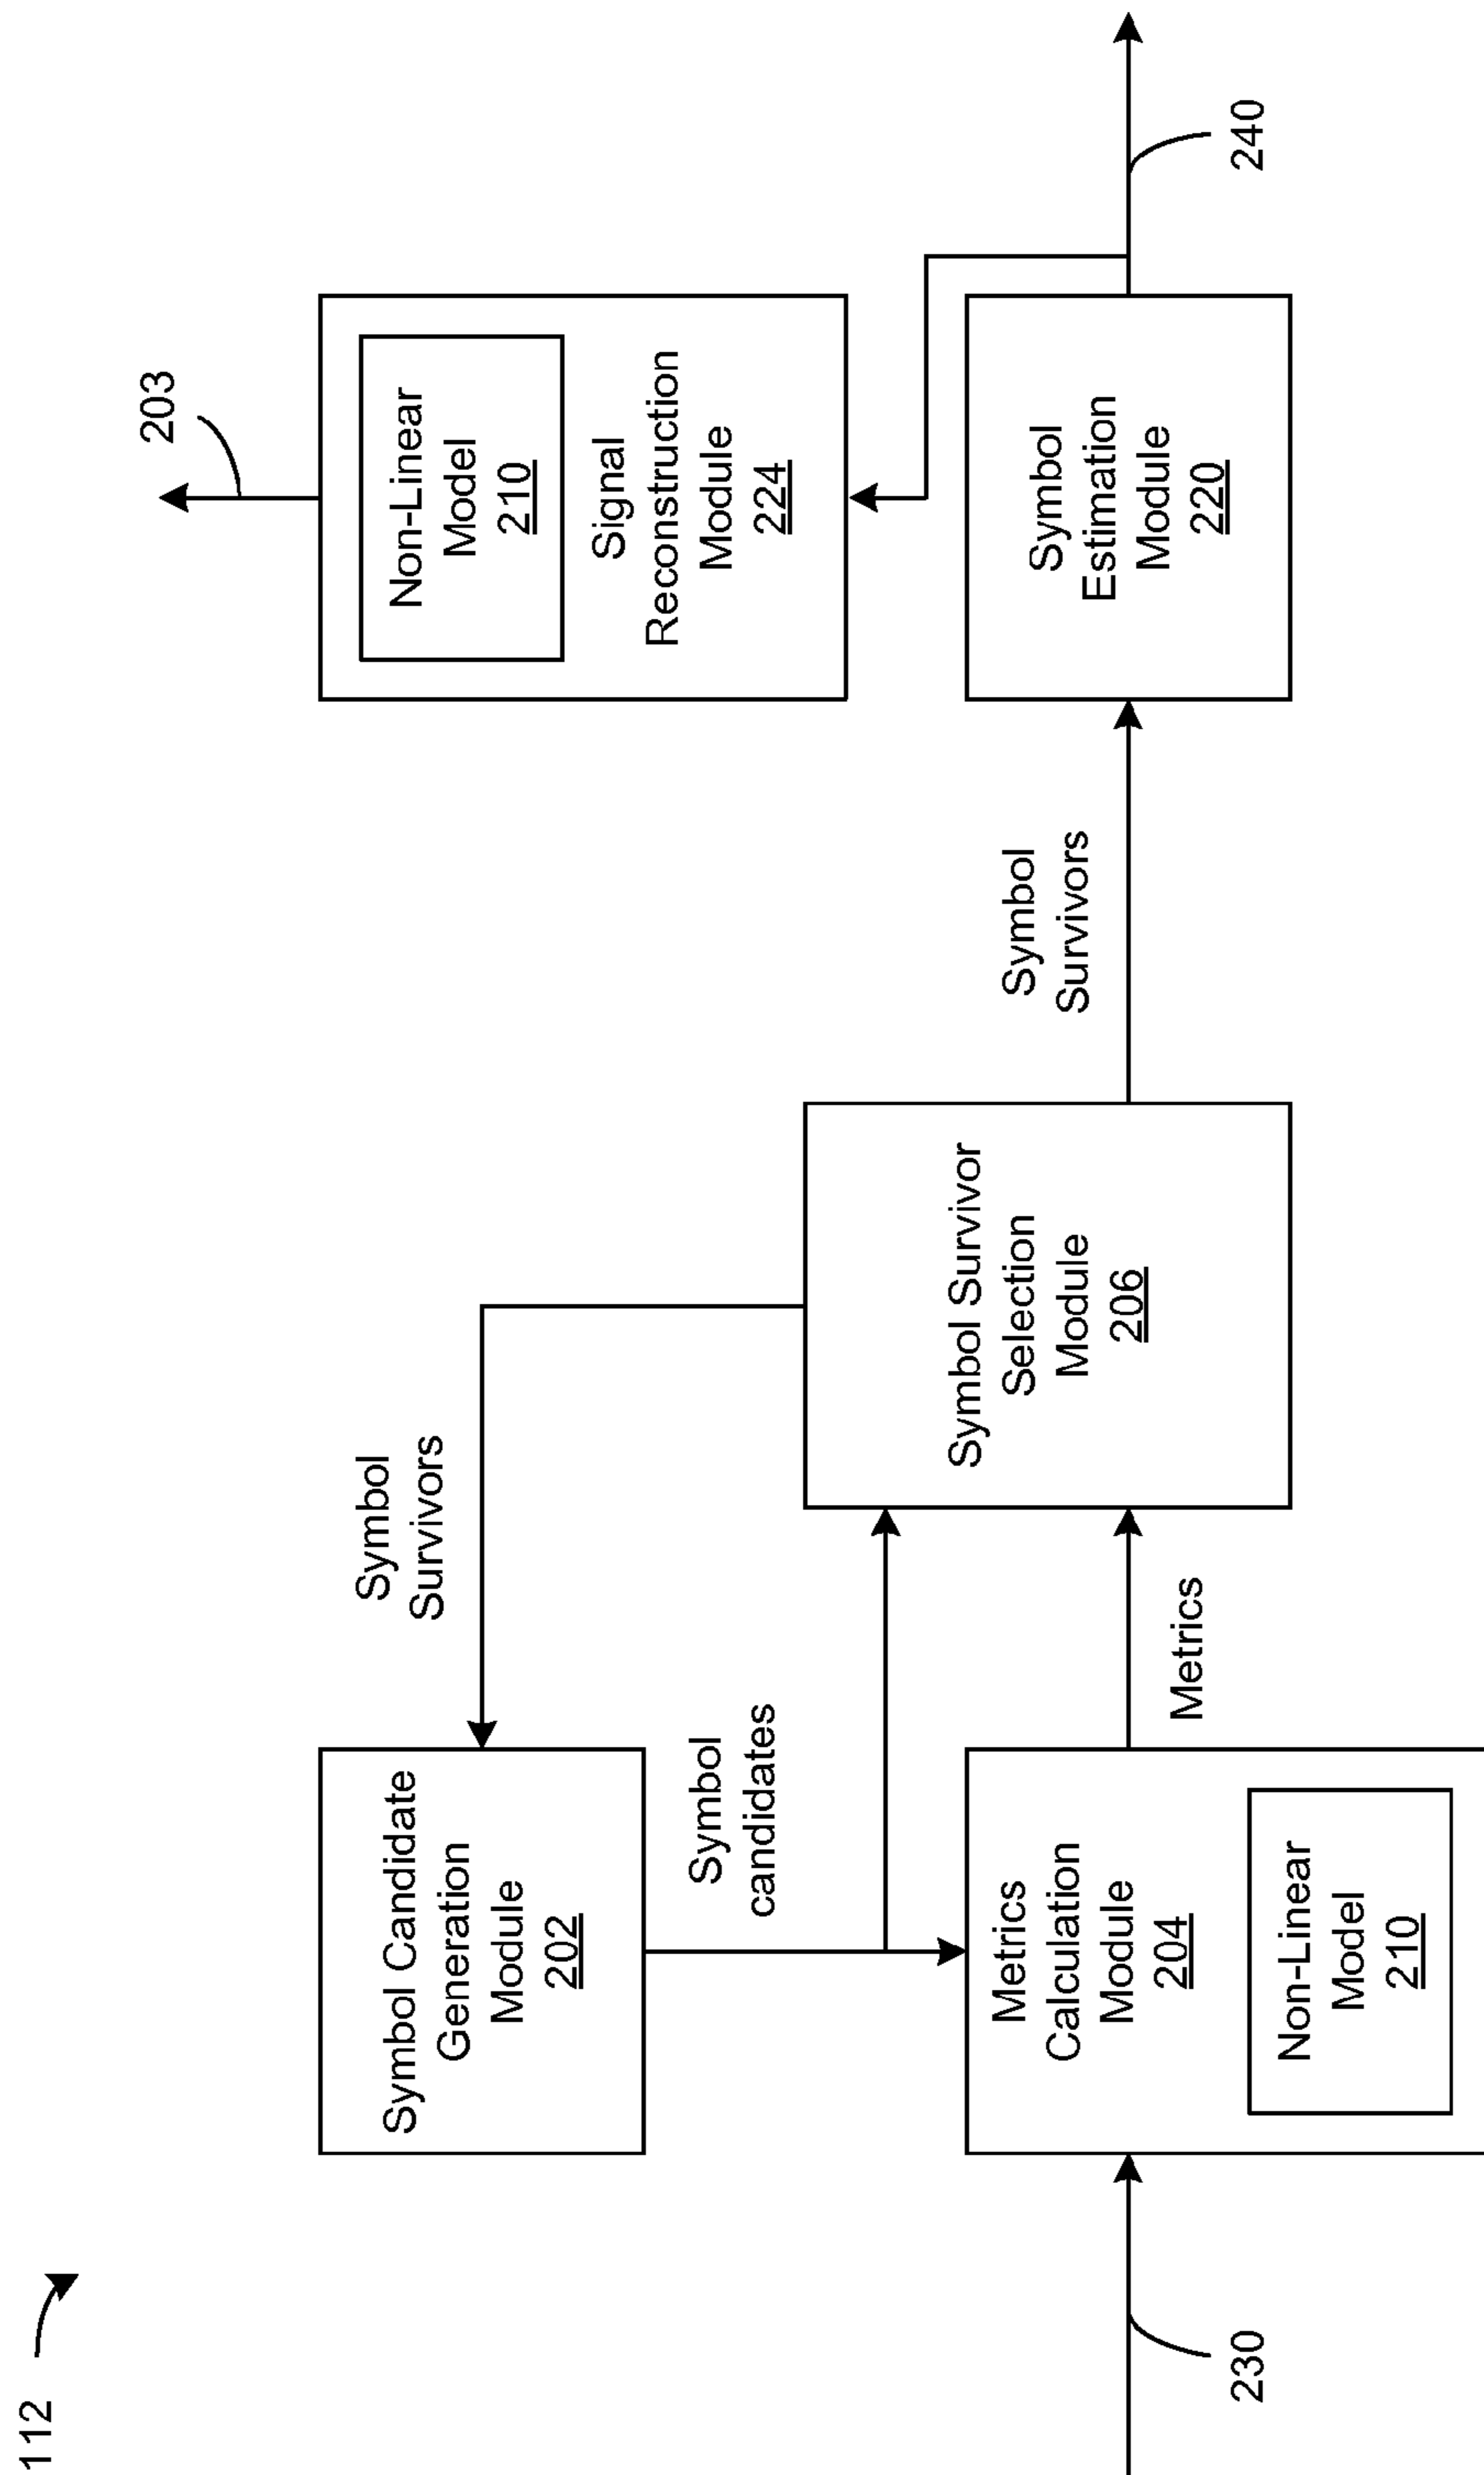 112
203
Non-Linear
Model
210
Signal
Reconstruction
Module
224
Symbol
Survivors
Symbol Candidate
Generation
Module
202
Symbol
candidates
Symbol Survivor
Selection
Module
206
Symbol
Survivors
Symbol
Estimation
Module
220
240
Metrics
Calculation
Module
204
Non-Linear
Model
210
Metrics
230